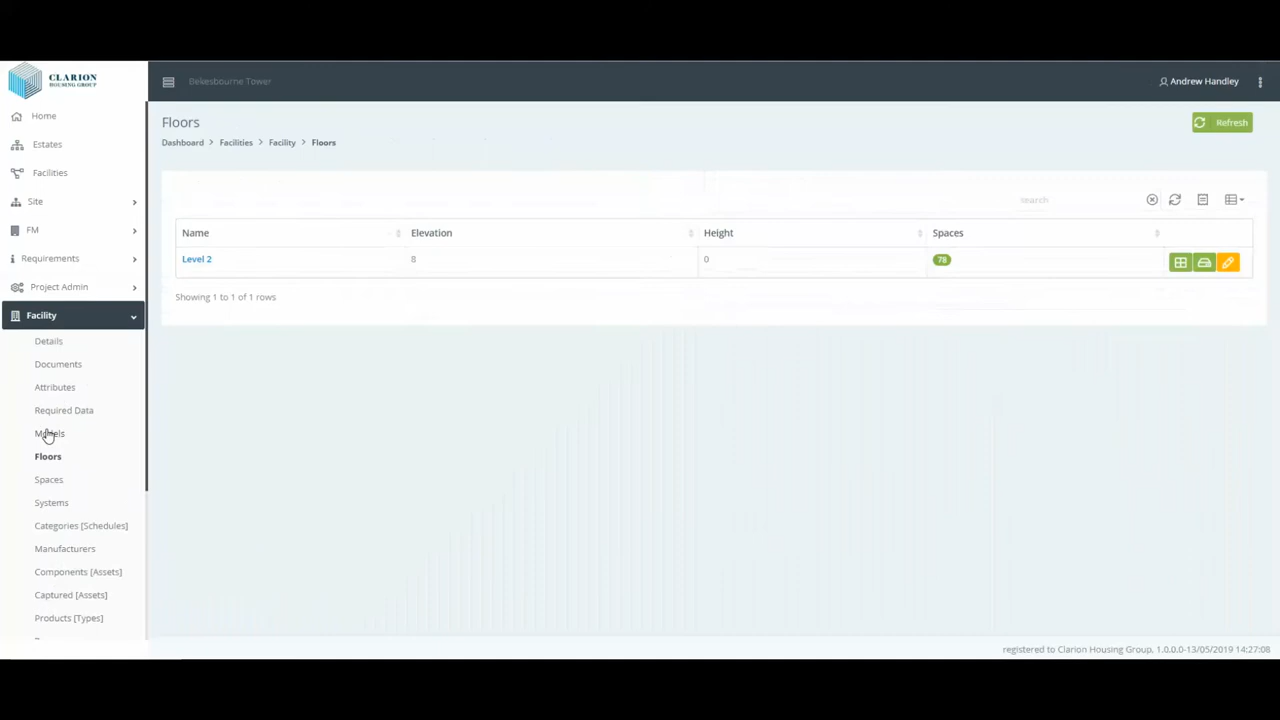 CLARION
HOUSING GROUP
Bekesbourne Tower
Andrew Handley
Home
Estates
Facilities
Site
FM
Requirements
Project Admin
Facility
Details
Documents
Attributes
Required Data
Models
Floors
Spaces
Systems
Categories [Schedules]
Manufacturers
Components [Assets]
Captured [Assets]
Products [Types]
Floors
Refresh
Dashboard > Facilities > Facility > Floors
search
Name Elevation Height Spaces
Level 2 8 0 78
Showing 1 to 1 of 1 rows
registered to Clarion Housing Group, 1.0.0.0-13/05/2019 14:27:08